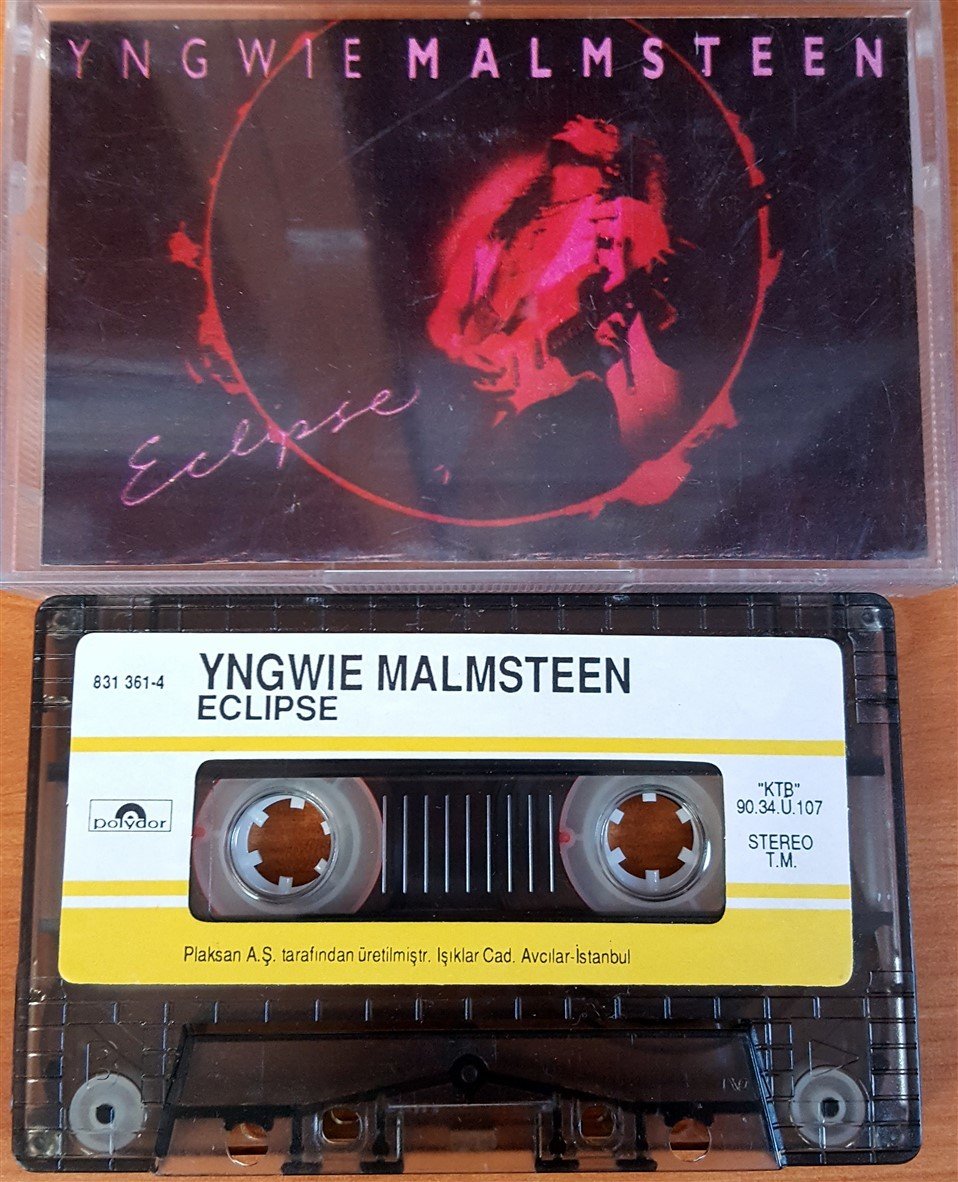 YNGWIE MALMSTEEN
Eclipse
831 361-4
YNGWIE MALMSTEEN
ECLIPSE
polydor
"KTB"
90.34.U.107
STEREO
T.M.
Plaksan A.Ş. tarafından üretilmiştr. Işıklar Cad. Avcılar-İstanbul